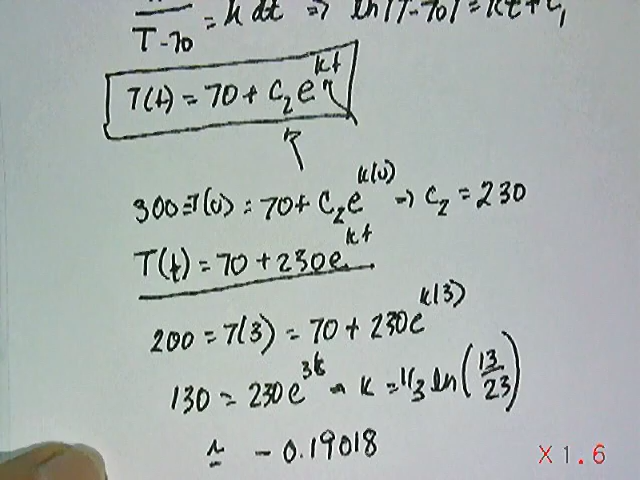 T-70 = k dt => ln|T-70| = kt + C₁
T(t) = 70 + C₂e^kt
300 = T(0) = 70 + C₂e^k(0) => C₂ = 230
T(t) = 70 + 230e^kt
200 = T(3) = 70 + 230e^k(3)
130 = 230e^3k → k = 1/3 ln(13/23)
≃ -0.19018
X1.6